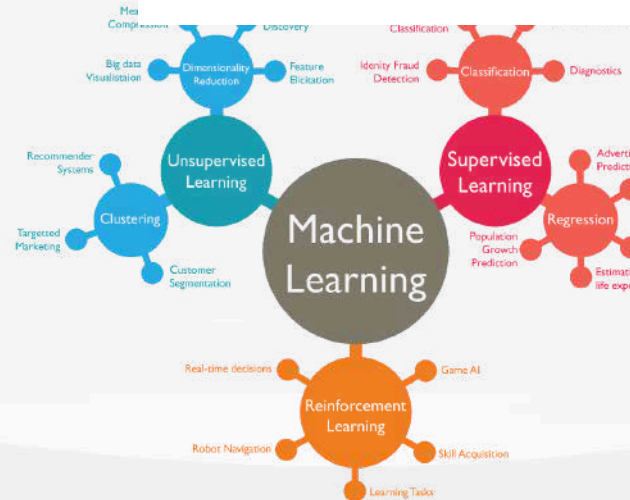 Compression
Discovery
Big data
Visualistaion
Dimensionality
Reduction
Feature
Elicitation
Unsupervised
Learning
Recommender
Systems
Clustering
Targetted
Marketing
Customer
Segmentation
Machine
Learning
Classification
Idenity Fraud
Detection
Classification
Diagnostics
Supervised
Learning
Regression
Population
Growth
Prediction
Real-time decisions
Game AI
Reinforcement
Learning
Robot Navigation
Skill Acquisition
Learning Tasks